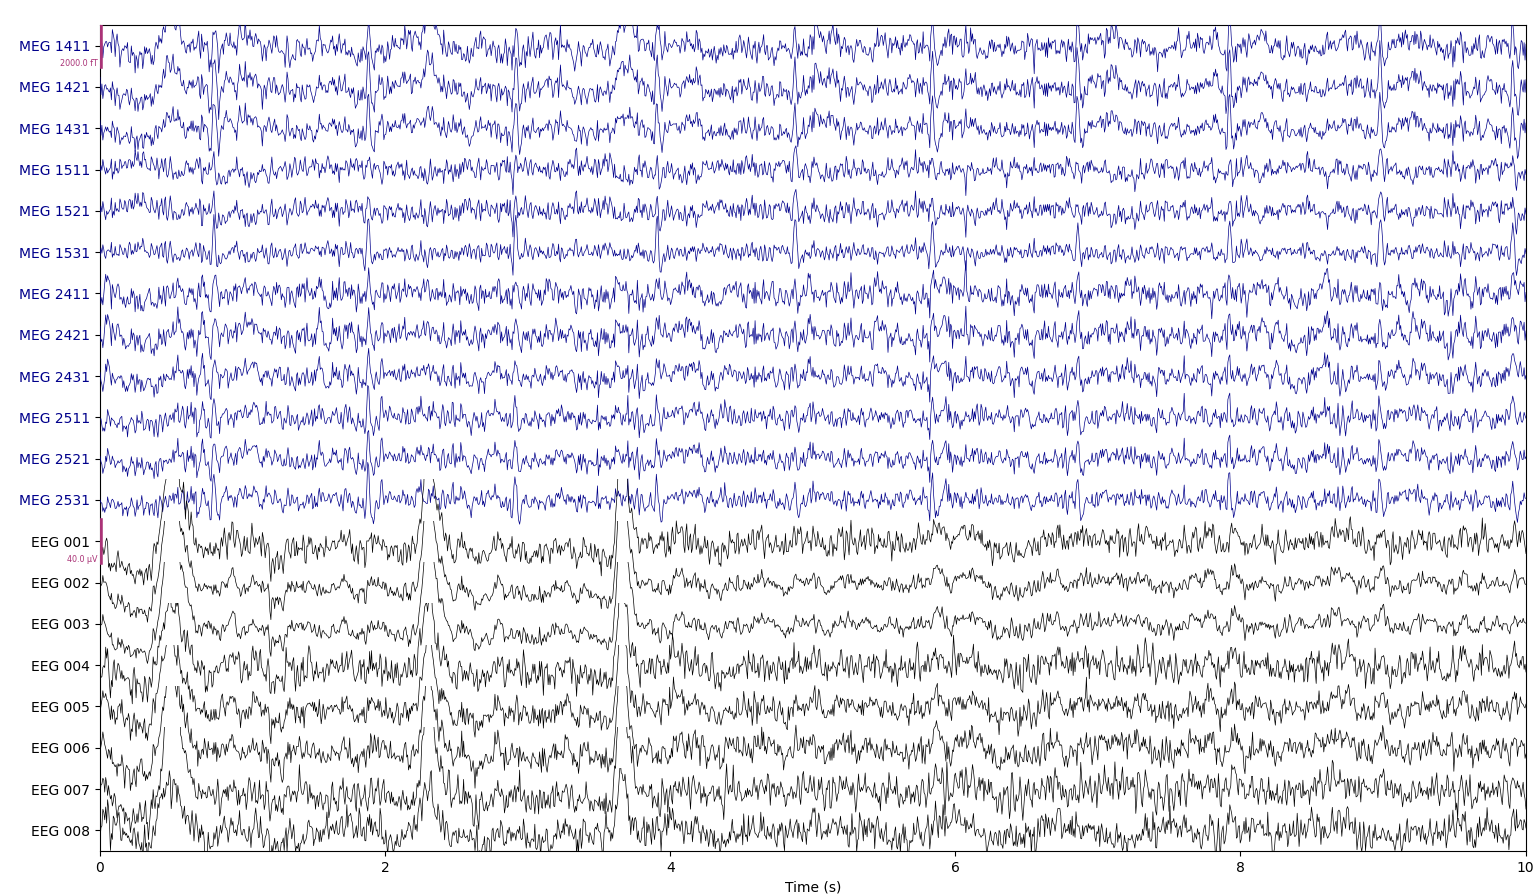 MEG 1411
2000.0 fT
MEG 1421
MEG 1431
MEG 1511
MEG 1521
MEG 1531
MEG 2411
MEG 2421
MEG 2431
MEG 2511
MEG 2521
MEG 2531
EEG 001
40.0 µV
EEG 002
EEG 003
EEG 004
EEG 005
EEG 006
EEG 007
EEG 008
0 2 4 6 8 10
Time (s)